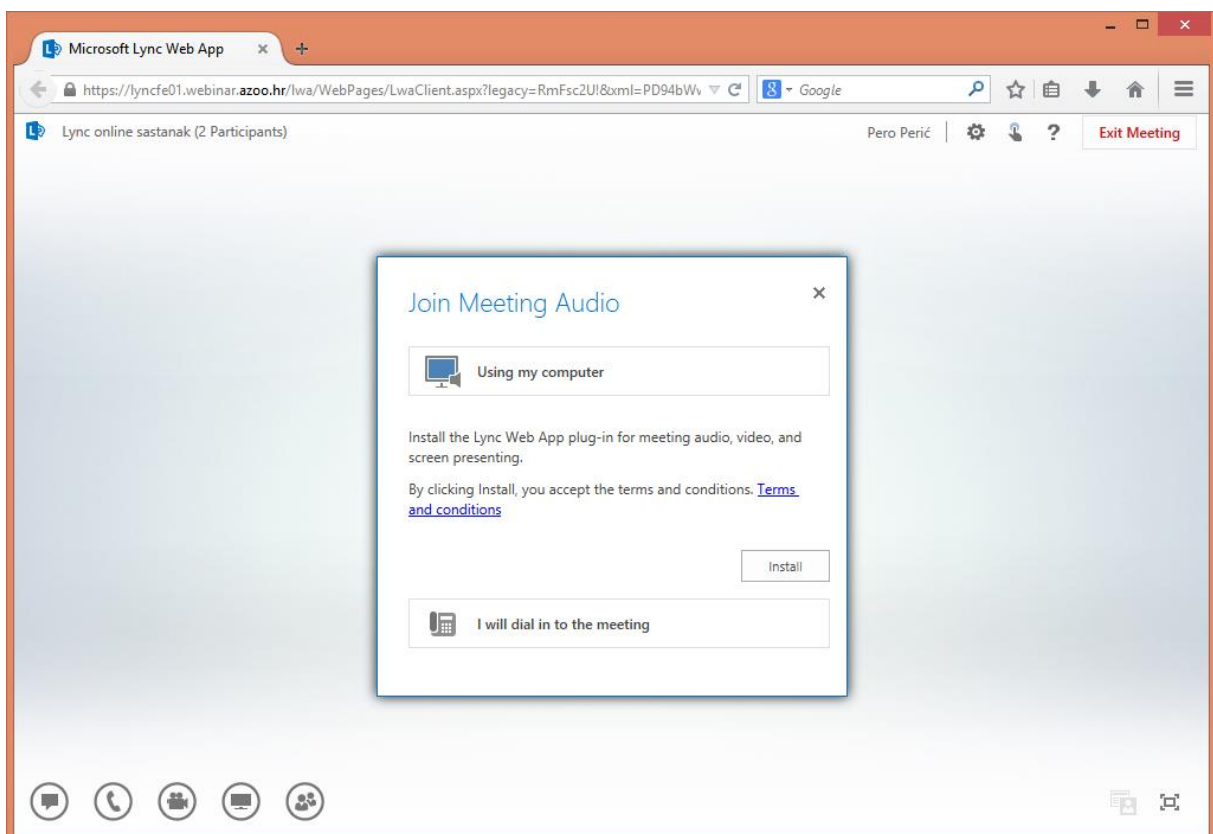 Microsoft Lync Web App
https://lyncfe01.webinar.azoo.hr/lwa/WebPages/LwaClient.aspx?legacy=RmFsc2U!&xml=PD94bWv
Google
Lync online sastanak (2 Participants)
Pero Perić
Exit Meeting
Join Meeting Audio
Using my computer
Install the Lync Web App plug-in for meeting audio, video, and
screen presenting.
By clicking Install, you accept the terms and conditions. Terms
and conditions
Install
I will dial in to the meeting